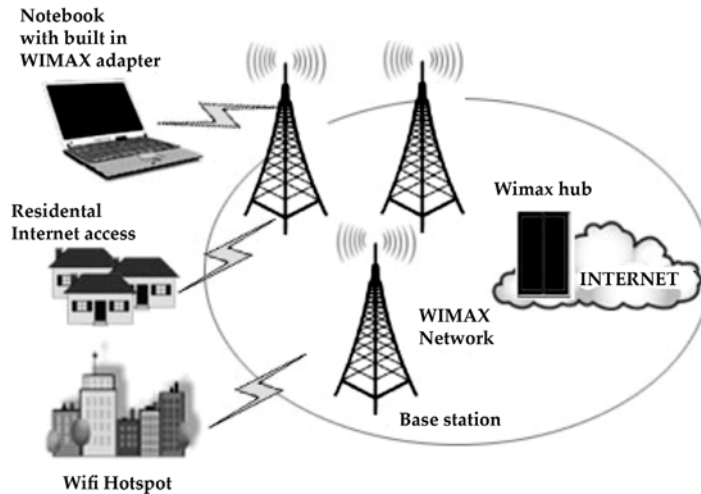 Notebook
with built in
WIMAX adapter
Residental
Internet access
Wimax hub
INTERNET
WIMAX
Network
Base station
Wifi Hotspot